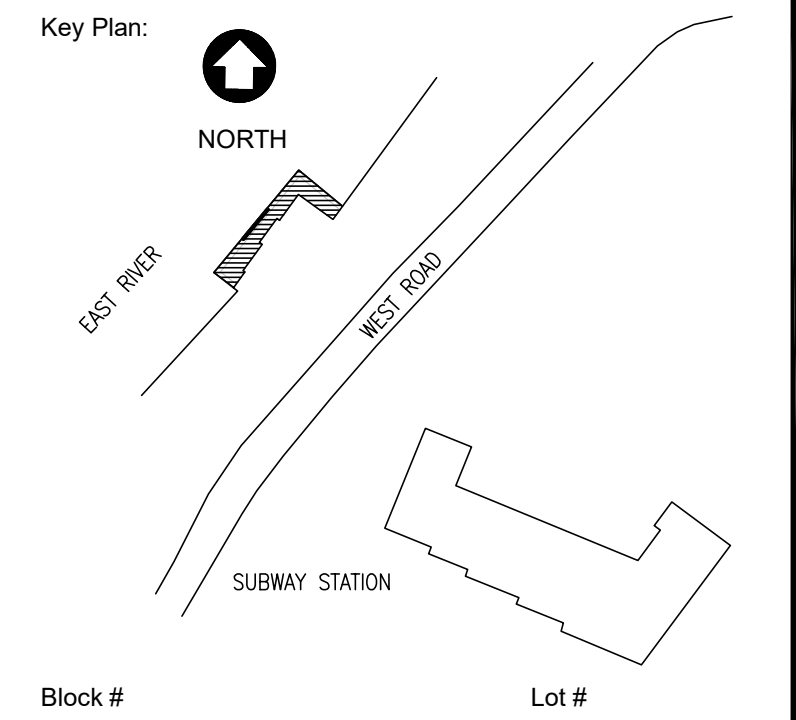 Key Plan:
NORTH
EAST RIVER
WEST ROAD
SUBWAY STATION
Block #
Lot #